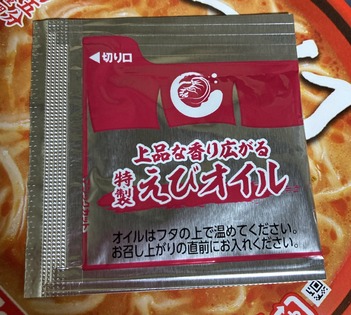 ◁切り口
上品な香り広がる
特製
えびオイル
オイルはフタの上で温めてください。
お召し上がりの直前にお入れください。